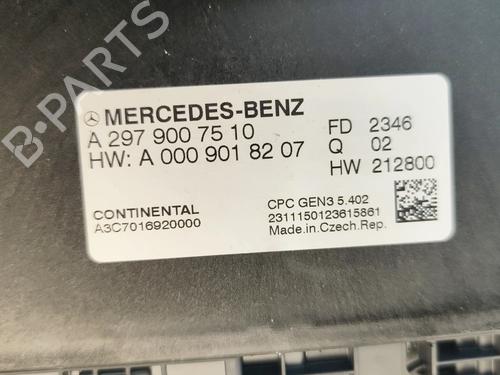 MERCEDES-BENZ
A 297 900 75 10
HW: A 000 901 82 07
FD 2346
Q 02
HW 212800
CONTINENTAL
A3C7016920000
CPC GEN3 5.402
2311150123615861
Made.in.Czech.Rep.
B-PARTS